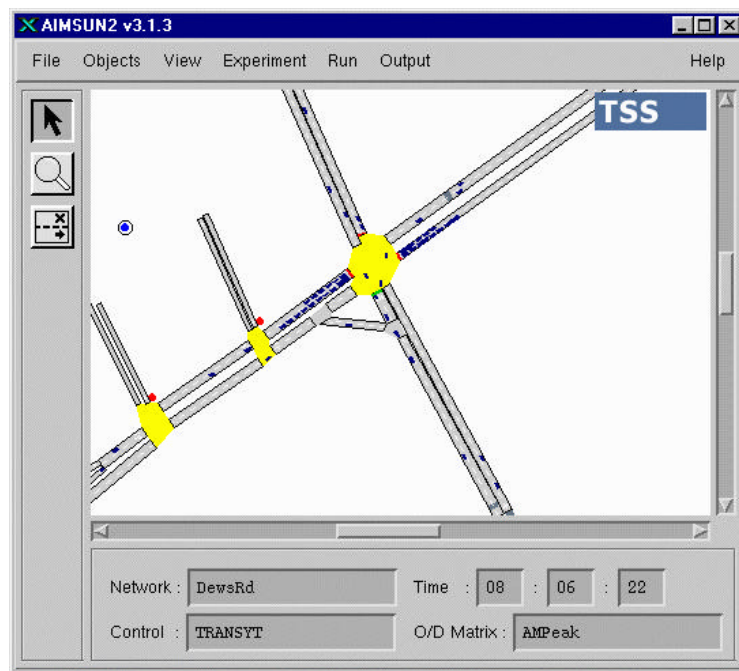 AIMSUN2 v3.1.3
File Objects View Experiment Run Output Help
TSS
Network : DewsRd Time : 08 : 06 : 22
Control : TRANSYT O/D Matrix : AMPeak